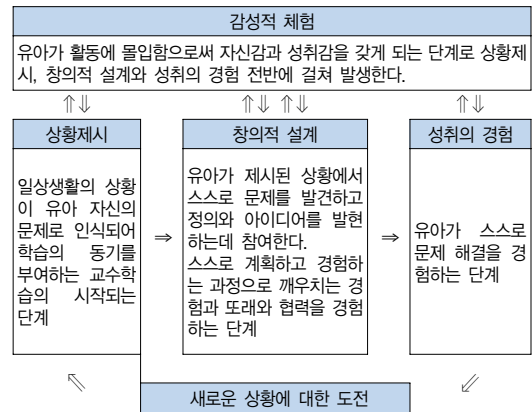 감성적 체험
유아가 활동에 몰입함으로써 자신감과 성취감을 갖게 되는 단계로 상황제
시, 창의적 설계와 성취의 경험 전반에 걸쳐 발생한다.
⇑⇓ ⇑⇓ ⇑⇓ ⇑⇓
상황제시
일상생활의 상황
이 유아 자신의
문제로 인식되어
학습의 동기를
부여하는 교수학
습의 시작되는
단계
⇒
창의적 설계
유아가 제시된 상황에서
스스로 문제를 발견하고
정의와 아이디어를 발현
하는데 참여한다.
스스로 계획하고 경험하
는 과정으로 깨우치는 경
험과 또래와 협력을 경험
하는 단계
⇒
성취의 경험
유아가 스스로
문제 해결을 경
험하는 단계
⇖ 새로운 상황에 대한 도전 ⇙